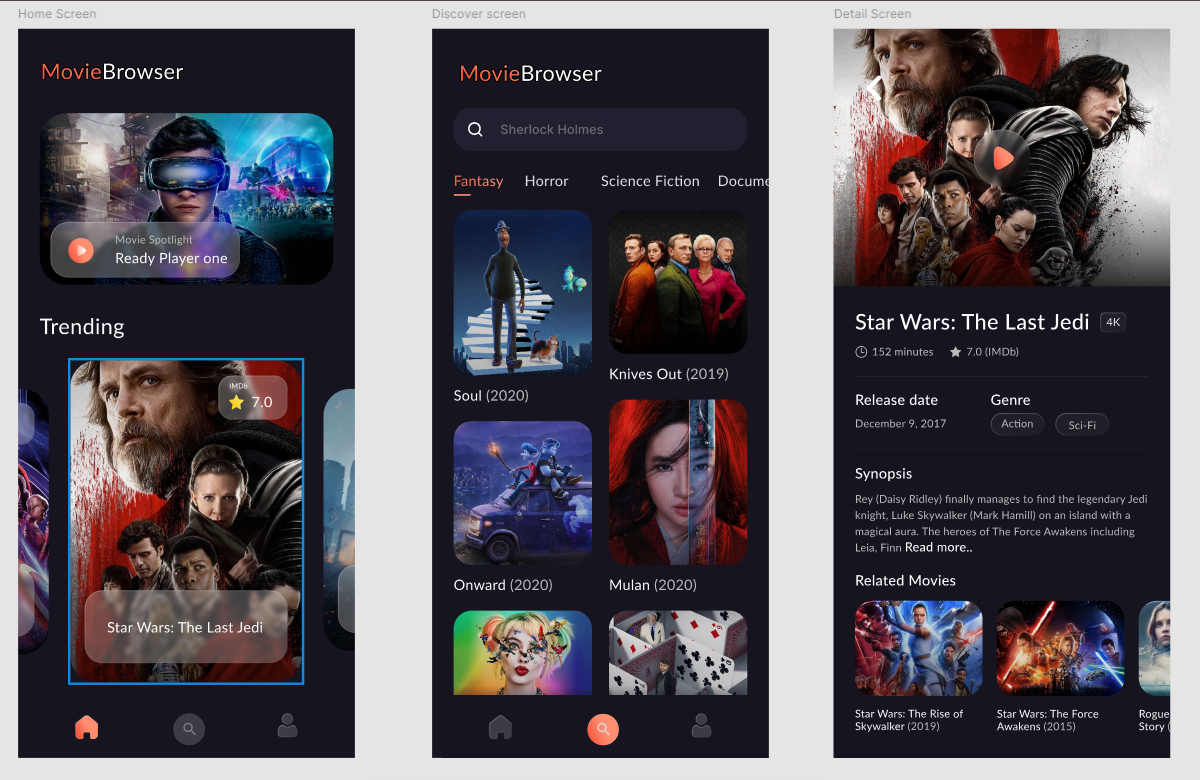 Home Screen
MovieBrowser
Movie Spotlight
Ready Player one
Trending
IMDb
7.0
Star Wars: The Last Jedi
Discover screen
MovieBrowser
Sherlock Holmes
Fantasy Horror Science Fiction Docume
Soul (2020)
Knives Out (2019)
Onward (2020)
Mulan (2020)
Detail Screen
Star Wars: The Last Jedi 4K
152 minutes 7.0 (IMDb)
Release date
December 9, 2017
Genre
Action Sci-Fi
Synopsis
Rey (Daisy Ridley) finally manages to find the legendary Jedi
knight, Luke Skywalker (Mark Hamill) on an island with a
magical aura. The heroes of The Force Awakens including
Leia, Finn Read more..
Related Movies
Star Wars: The Rise of
Skywalker (2019)
Star Wars: The Force
Awakens (2015)
Rogue
Story (